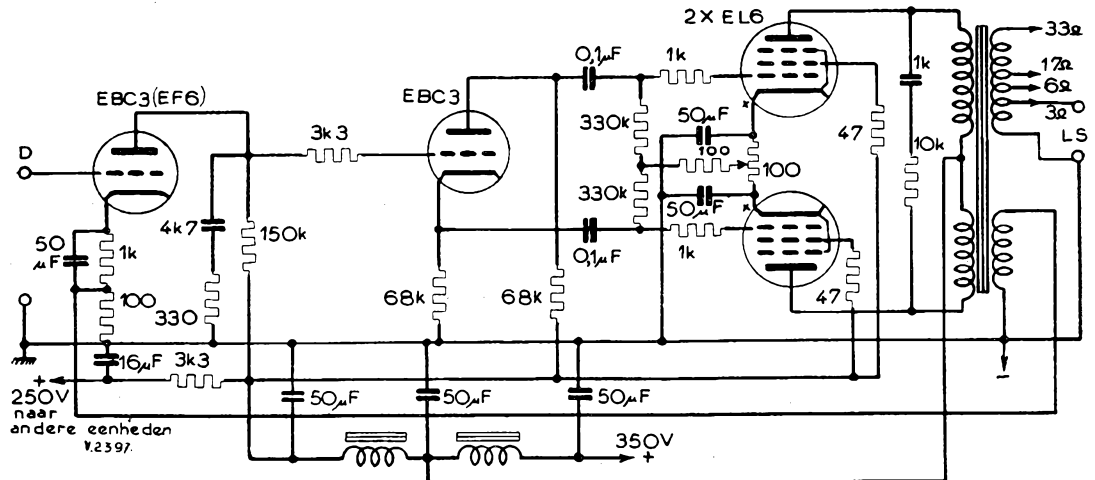 2 X EL6
33Ω
17Ω
6Ω
3Ω
LS
1k
10k
0,1µF
1k
EBC3(EF6)
EBC3
D
3k3
330k
50µF
100
100
47
330k
50µF
x
x
4k7
150k
50
µF
1k
0,1µF
1k
100
330
68k
68k
47
16µF
3k3
+
250V
naar
andere eenheden
V.2397.
50µF
50µF
50µF
350V
+
-